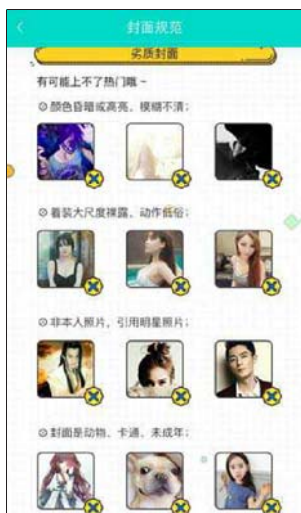 封面规范
劣质封面
有可能上不了热门哦~
颜色昏暗或高亮、模糊不清;
着装大尺度裸露、动作低俗;
非本人照片，引用明星照片;
封面是动物、卡通、未成年;